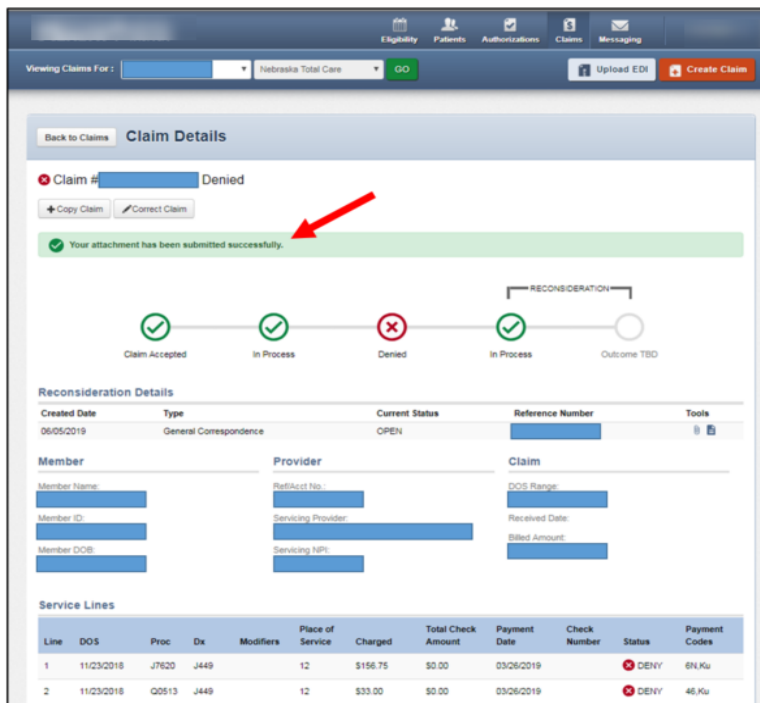 Eligibility Patients Authorizations Claims Messaging
Viewing Claims For : Nebraska Total Care GO Upload EDI Create Claim
Back to Claims Claim Details
Claim # Denied
Copy Claim Correct Claim
Your attachment has been submitted successfully.
RECONSIDERATION
Claim Accepted In Process Denied In Process Outcome TBD
Reconsideration Details
Created Date Type Current Status Reference Number Tools
06/05/2019 General Correspondence OPEN
Member Provider Claim
Member Name: Ref/Acct No.: DOS Range:
Member ID: Servicing Provider: Received Date:
Billed Amount:
Member DOB: Servicing NPI:
Service Lines
Line DOS Proc Dx Modifiers Place of Service Charged Total Check Amount Payment Date Check Number Status Payment Codes
1 11/23/2018 J7620 J449 12 $156.75 $0.00 03/26/2019 DENY 6N,Ku
2 11/23/2018 Q0513 J449 12 $33.00 $0.00 03/26/2019 DENY 46,Ku